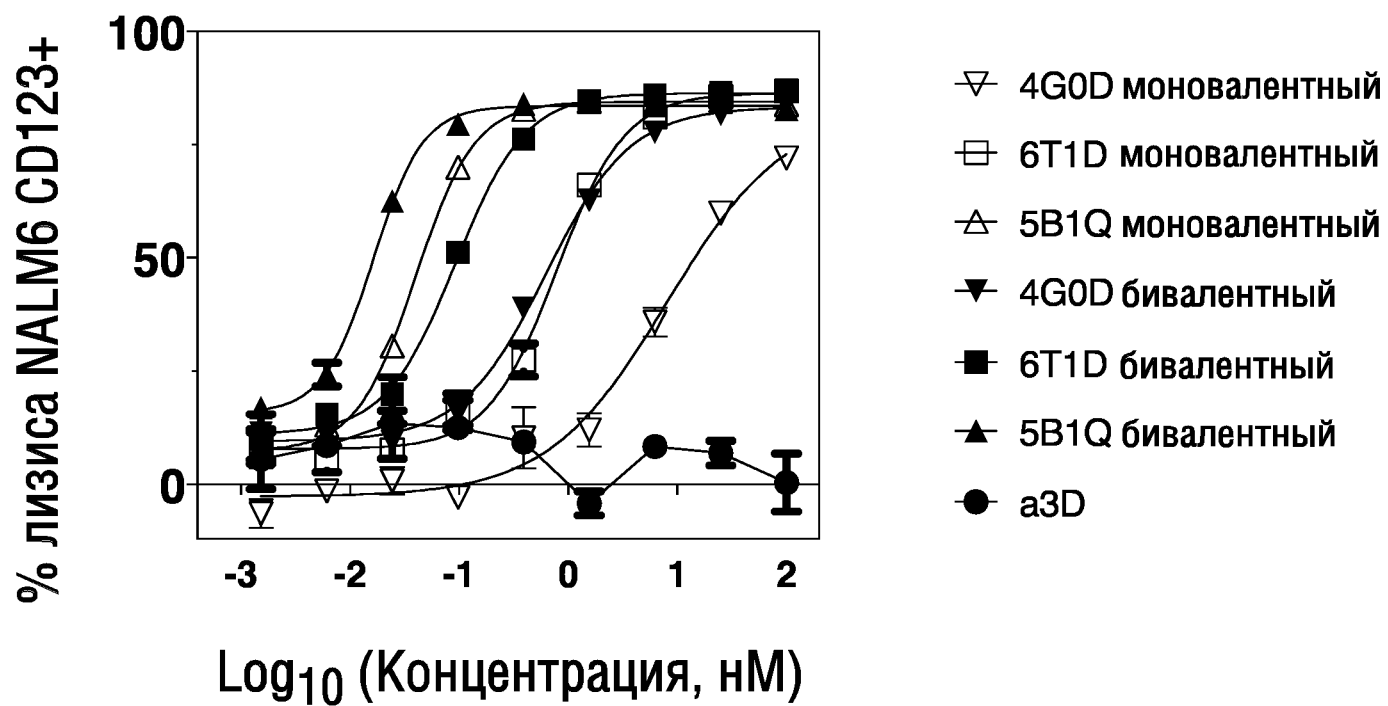 % лизиса NALM6 CD123+
100
50
0
-3 -2 -1 0 1 2
Log10 (Концентрация, нМ)
4G0D моновалентный
6T1D моновалентный
5B1Q моновалентный
4G0D бивалентный
6T1D бивалентный
5B1Q бивалентный
a3D